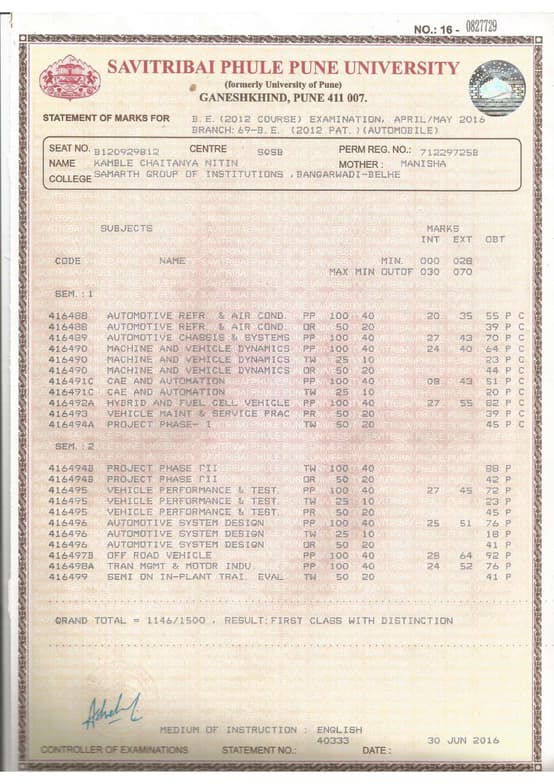 NO.: 16 - 0827729
SAVITRIBAI PHULE PUNE UNIVERSITY
(formerly University of Pune)
GANESHKHIND, PUNE 411 007.
STATEMENT OF MARKS FOR B.E.(2012 COURSE) EXAMINATION, APRIL/MAY 2016
BRANCH:69-B.E. (2012 PAT.)(AUTOMOBILE)
SEAT NO. B120929812 CENTRE SGSB PERM REG. NO.: 71229725B
NAME KAMBLE CHAITANYA NITIN MOTHER : MANISHA
COLLEGE SAMARTH GROUP OF INSTITUTIONS ,BANGARWADI-BELHE
SUBJECTS MARKS
INT EXT OBT
CODE NAME MIN. 000 028
MAX MIN OUTOF 030 070
SEM.:1
416488 AUTOMOTIVE REFR. & AIR COND. PP 100 40 20 35 55 P C
416488 AUTOMOTIVE REFR. & AIR COND. OR 50 20 39 P C
416489 AUTOMOTIVE CHASSIS & SYSTEMS PP 100 40 27 43 70 P C
416490 MACHINE AND VEHICLE DYNAMICS PP 100 40 24 40 64 P C
416490 MACHINE AND VEHICLE DYNAMICS TW 25 10 23 P C
416490 MACHINE AND VEHICLE DYNAMICS OR 50 20 44 P C
416491C CAE AND AUTOMATION PP 100 40 08 43 51 P C
416491C CAE AND AUTOMATION TW 25 10 20 P C
416492A HYBRID AND FUEL CELL VEHICLE PP 100 40 27 55 82 P C
416493 VEHICLE MAINT & SERVICE PRAC PR 50 20 39 P C
416494A PROJECT PHASE- I TW 50 20 45 P C
SEM.:2
416494B PROJECT PHASE ΓII TW 100 40 88 P
416494B PROJECT PHASE ΓII OR 50 20 42 P
416495 VEHICLE PERFORMANCE & TEST. PP 100 40 27 45 72 P
416495 VEHICLE PERFORMANCE & TEST. TW 25 10 23 P
416495 VEHICLE PERFORMANCE & TEST. PR 50 20 45 P
416496 AUTOMOTIVE SYSTEM DESIGN PP 100 40 25 51 76 P
416496 AUTOMOTIVE SYSTEM DESIGN TW 25 10 18 P
416496 AUTOMOTIVE SYSTEM DESIGN OR 50 20 41 P
416497B OFF ROAD VEHICLE PP 100 40 28 64 92 P
416498A TRAN MGMT & MOTOR INDU. PP 100 40 24 52 76 P
416499 SEMI ON IN-PLANT TRAI. EVAL TW 50 20 41 P
GRAND TOTAL = 1146/1500 , RESULT:FIRST CLASS WITH DISTINCTION
MEDIUM OF INSTRUCTION : ENGLISH
40333 30 JUN 2016
CONTROLLER OF EXAMINATIONS STATEMENT NO.: DATE :